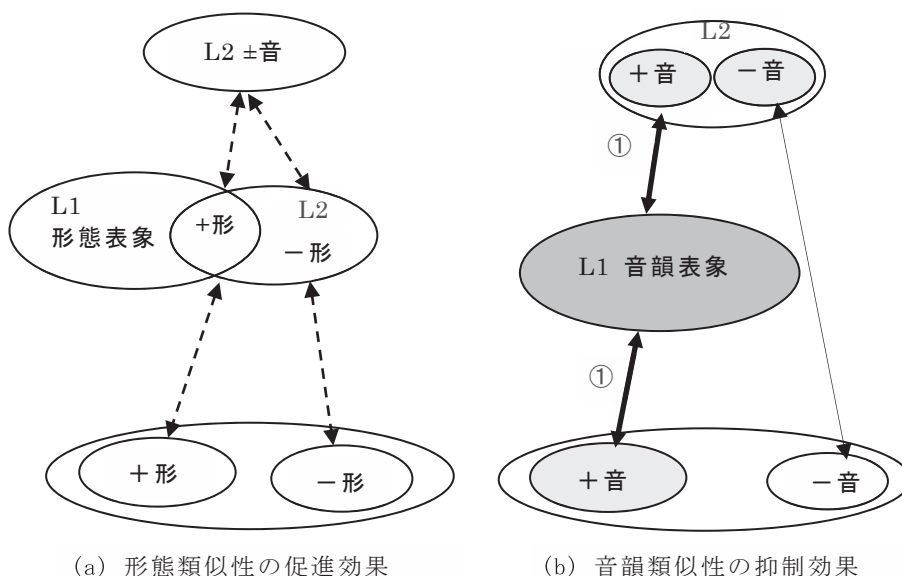 L2 ±音
L1
形態表象
+形
L2
－形
＋形
－形
(a) 形態類似性の促進効果
L2
＋音
－音
①
L1 音韻表象
①
＋音
－音
(b) 音韻類似性の抑制効果